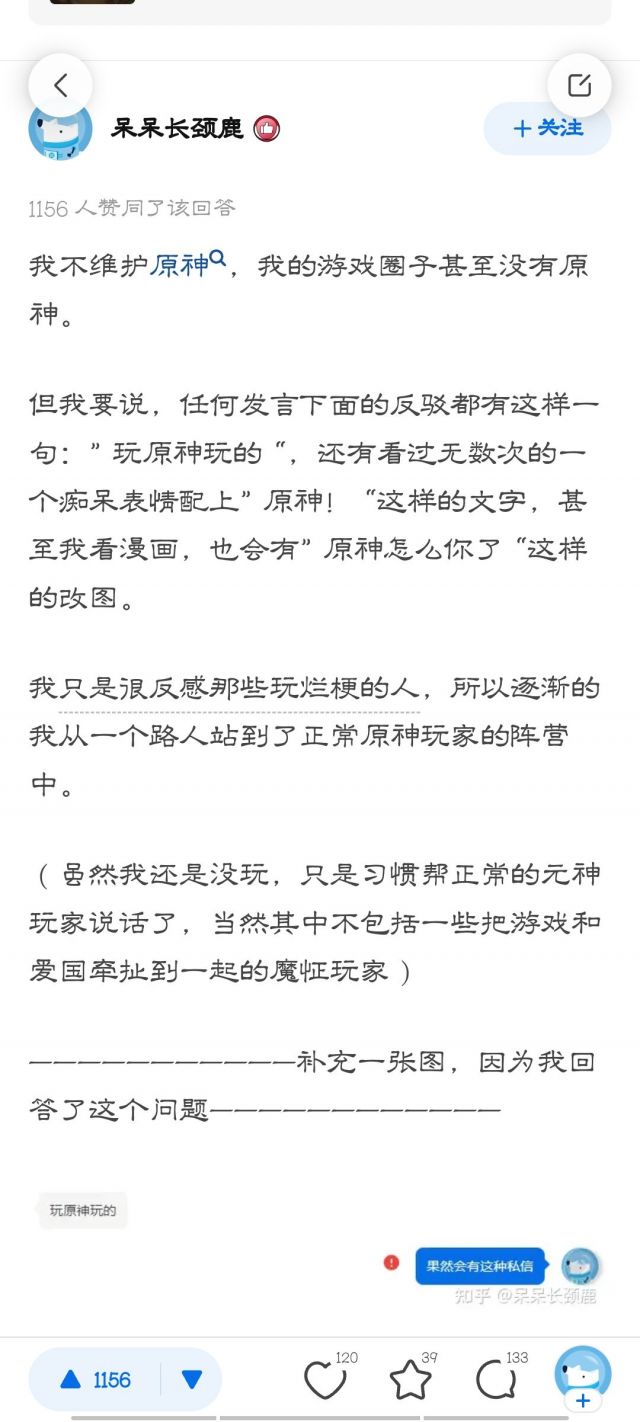 呆呆长颈鹿
+ 关注
1156 人赞同了该回答
我不维护原神，我的游戏圈子甚至没有原
神。
但我要说，任何发言下面的反驳都有这样一
句：”玩原神玩的“，还有看过无数次的一
个痴呆表情配上”原神！“这样的文字，甚
至我看漫画，也会有”原神怎么你了“这样
的改图。
我只是很反感那些玩烂梗的人，所以逐渐的
我从一个路人站到了正常原神玩家的阵营
中。
（虽然我还是没玩，只是习惯帮正常的元神
玩家说话了，当然其中不包括一些把游戏和
爱国牵扯到一起的魔怔玩家）
———————————补充一张图，因为我回
答了这个问题————————————
玩原神玩的
果然会有这种私信
知乎 @呆呆长颈鹿
1156
120
39
133